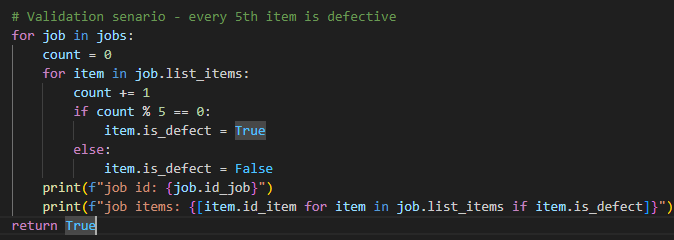 # Validation senario - every 5th item is defective
for job in jobs:
    count = 0
    for item in job.list_items:
        count += 1
        if count % 5 == 0:
            item.is_defect = True
        else:
            item.is_defect = False
    print(f"job id: {job.id_job}")
    print(f"job items: {[item.id_item for item in job.list_items if item.is_defect]}")
return True